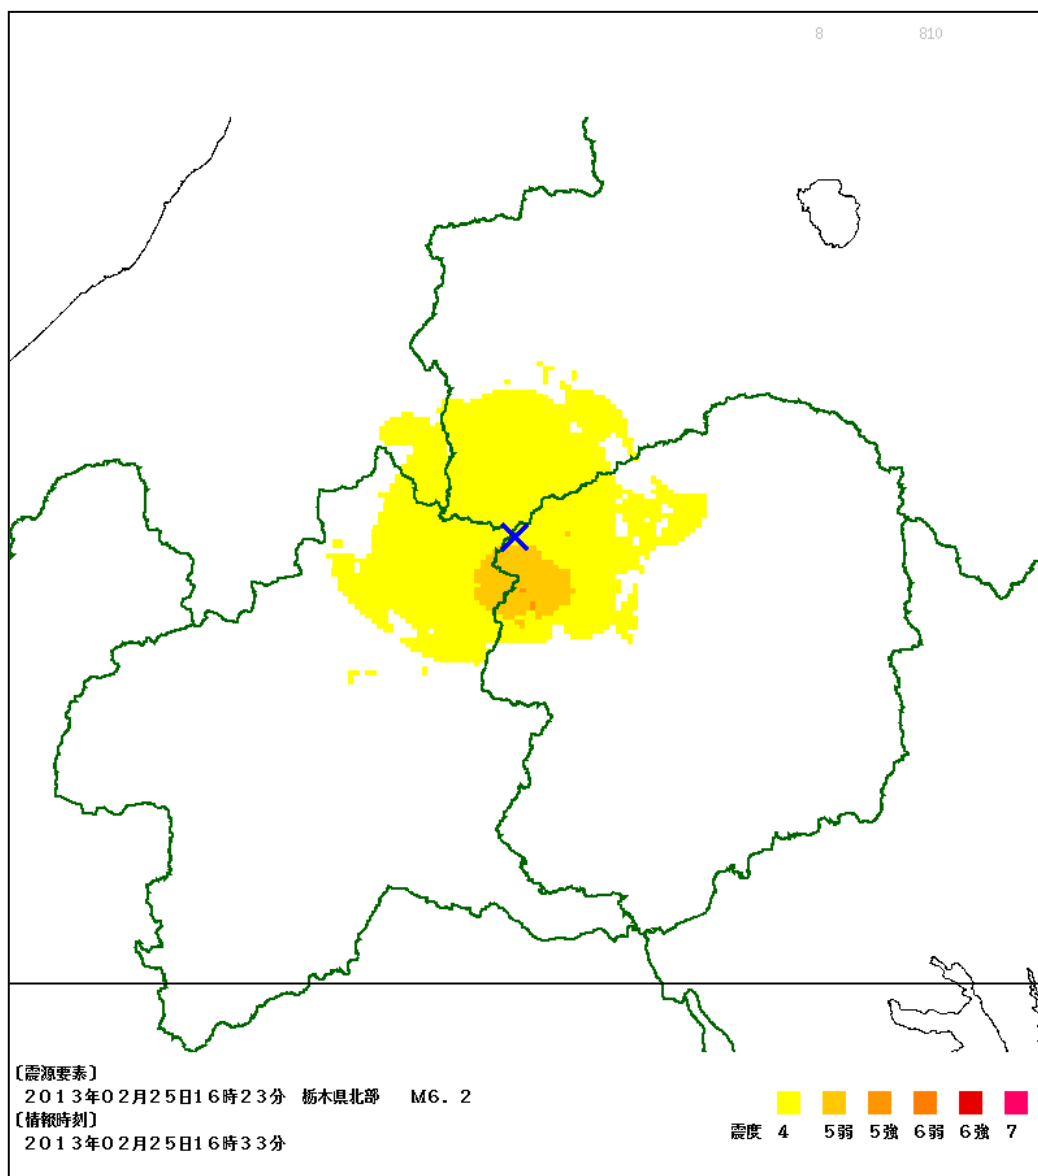 8 810
〔震源要素〕
2013年02月25日16時23分 栃木県北部 M6.2
〔情報時刻〕
2013年02月25日16時33分
震度 4 5弱 5強 6弱 6強 7